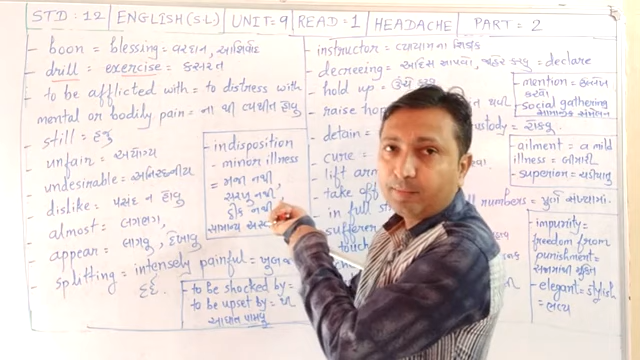 STD : 12 ENGLISH (S.L) UNIT = 9 READ = 1 HEADACHE PART = 2
- boon = blessing = વરદાન, આશિર્વાદ
- drill = exercise = કસરત
- to be afflicted with = to distress with
mental or bodily pain = ના થી વ્યથીત હોવુ
- still = હજુ
- unfair = અયોગ્ય
- undesirable = અનિચ્છનીય
- dislike = પસંદ ન હોવુ
- almost = લગભગ
- appear = લાગવુ, દેખાવુ
- splitting = intensely painful =
દર્દ
- indisposition
- minor illness
= મજા નથી
સારુ નથી,
ઠીક નથી
સામાન્ય
- to be shocked by =
- to be upset by =
આઘાત પામવુ
- instructor = વ્યાયામના શિક્ષક
- decreeing = આદેશ આપવો, જાહેર કરવુ = declare
- hold up = ઉંચે કરવુ
- raise hop
- detain = custody = રોકવુ.
- cure =
- lift arm
- take off
- in full st numbers = પુર્ણ સંખ્યામાં
- suffere
- touch
- mention = ઉલ્લેખ
કરવો
- social gathering
સામાજીક સંમેલન
ailment = a mild
illness = બીમારી
- superior = ચડીયાતુ
- impurity =
freedom from
punishment =
સજામાંથી મુક્તિ
- elegant = stylish
= ભવ્ય